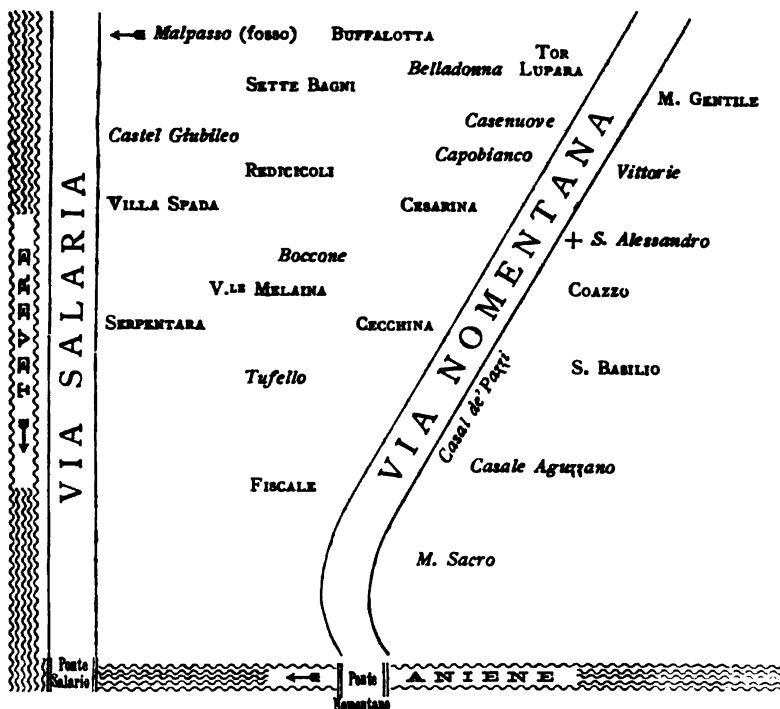 Malpasso (fosso)
BUFFALOTTA
TOR
LUPARA
Belladonna
SETTE BAGNI
M. GENTILE
Casenuove
Castel Giubileo
Capobianco
REDICICOLI
Vittorie
VILLA SPADA
CESARINA
S. Alessandro
Boccone
V.LE MELAINA
COAZZO
SERPENTARA
CECCHINA
Tufello
S. BASILIO
Casal de' Pazzi
Casale Aguzzano
FISCALE
M. Sacro
TEVERE
VIA SALARIA
VIA NOMENTANA
Ponte
Salario
Ponte
Nomentano
ANIENE